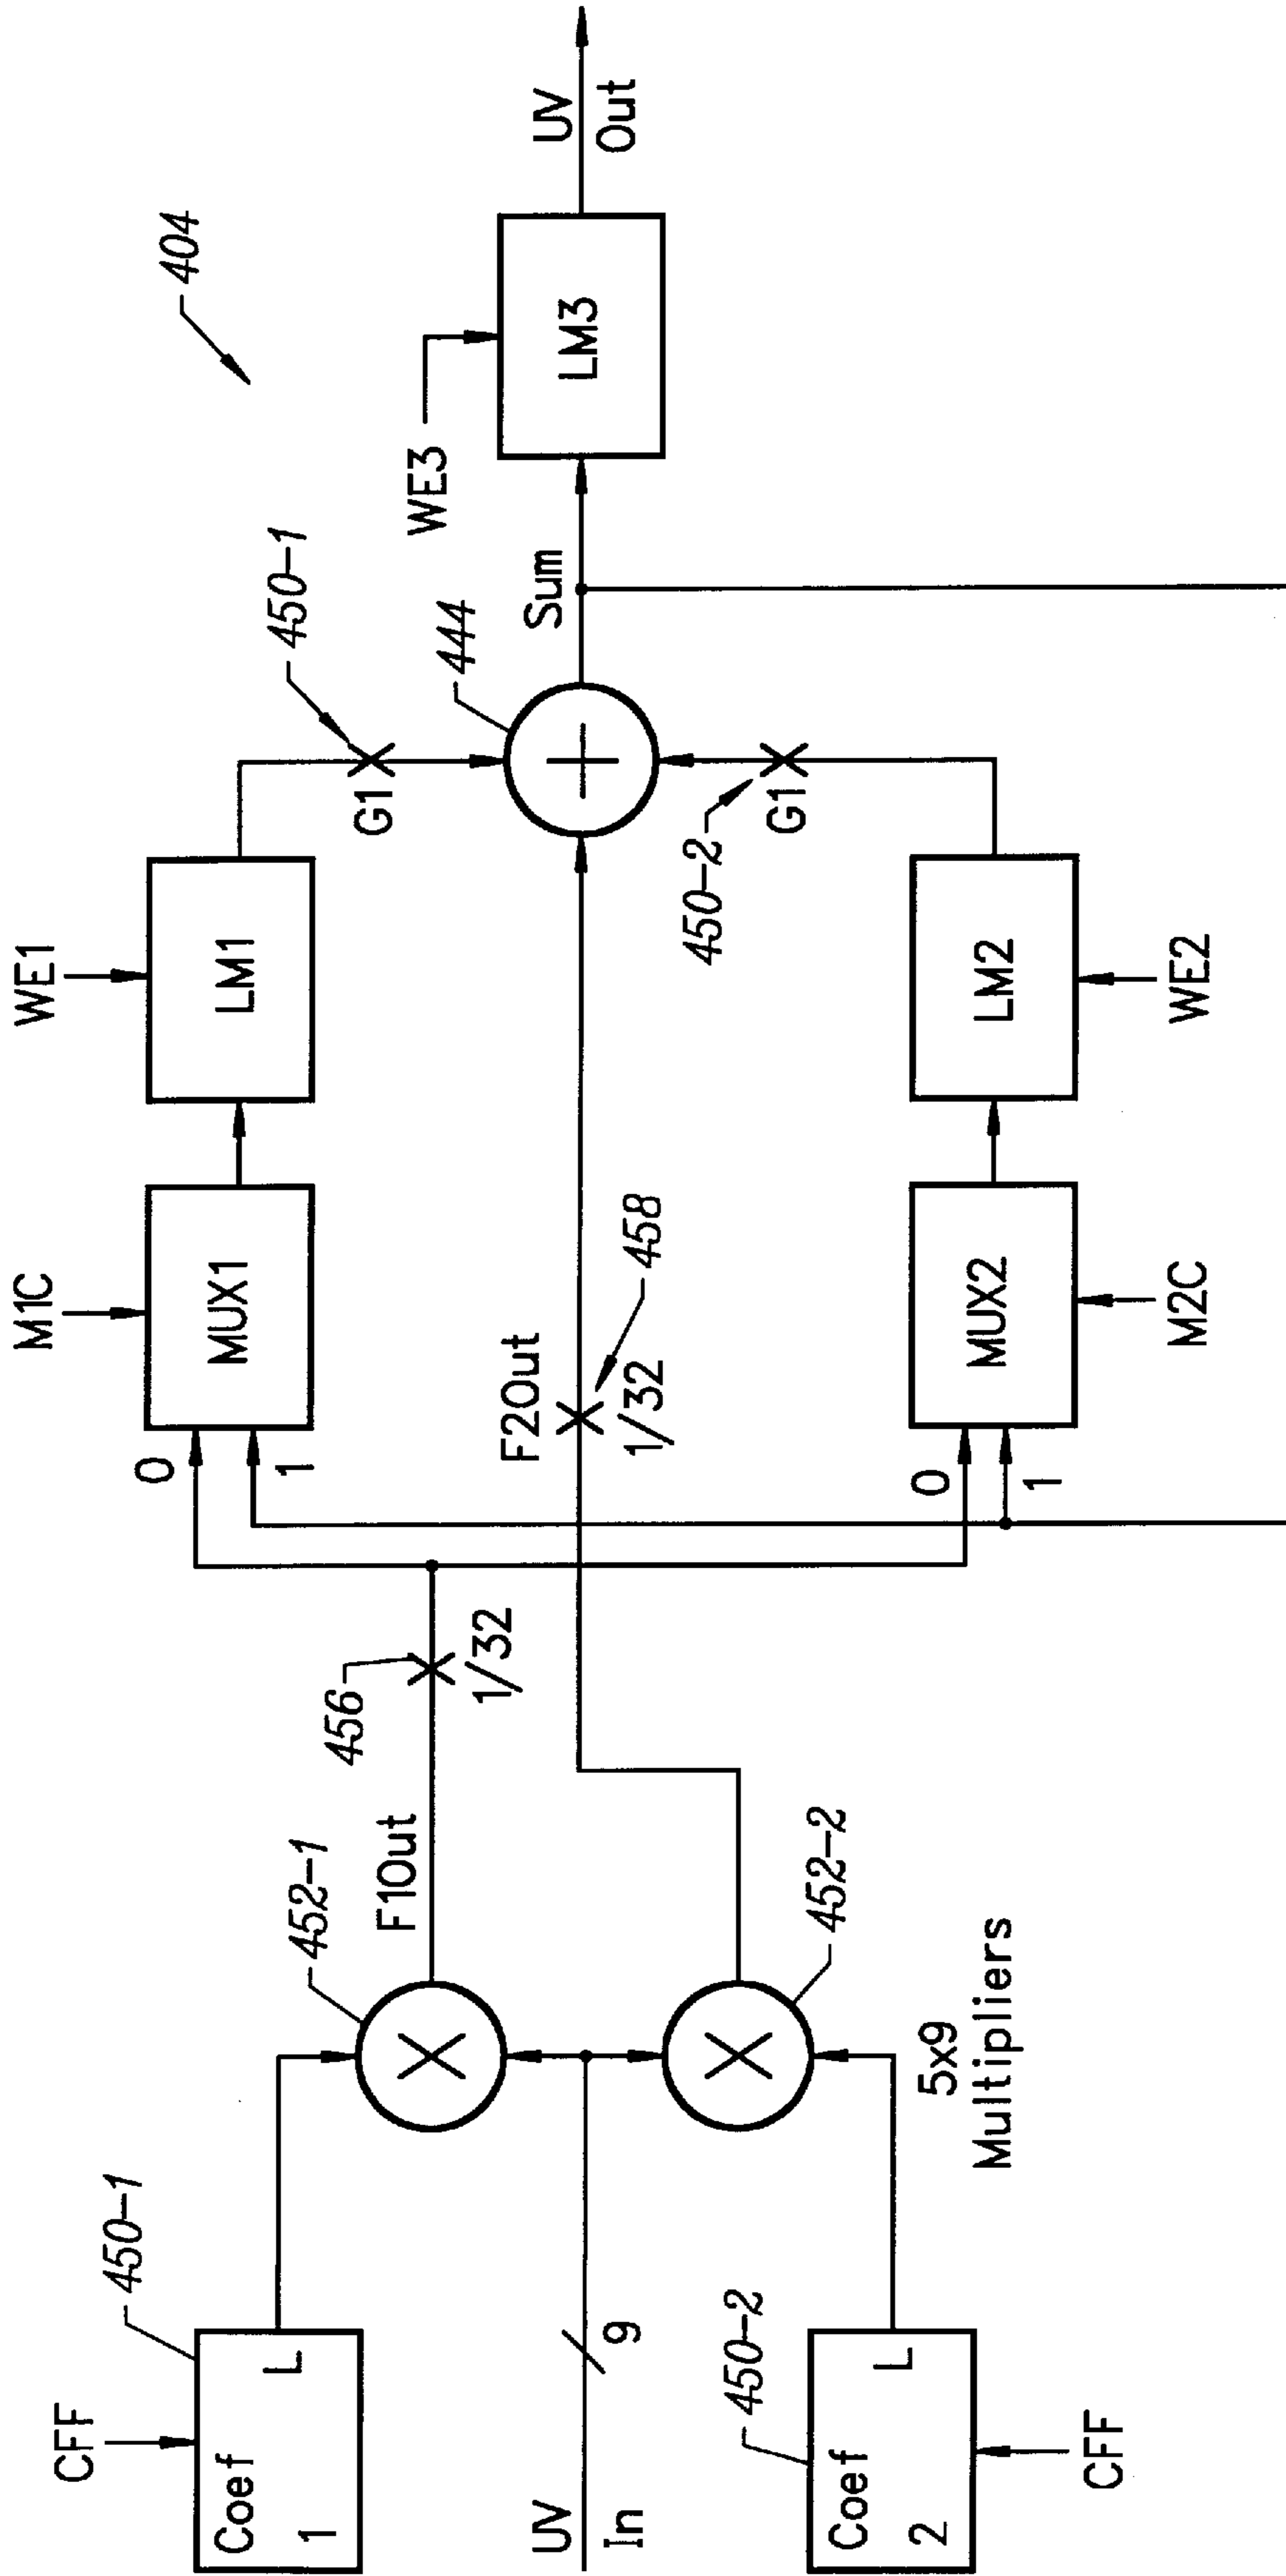 CFF
450-1
Coef
1
L
UV
In
9
450-2
Coef
2
L
CFF
452-1
452-2
5x9
Multipliers
F1Out
456
1/32
0
1
M1C
MUX1
WE1
LM1
F2Out
1/32
458
0
1
MUX2
M2C
LM2
WE2
G1
450-1
450-2
G1
444
Sum
WE3
LM3
404
UV
Out